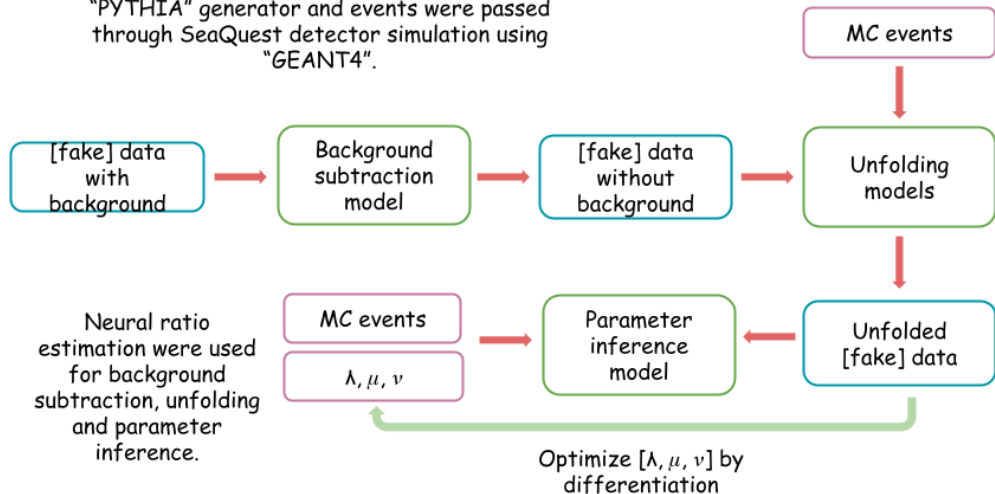 "PYTHIA" generator and events were passed
through SeaQuest detector simulation using
"GEANT4".
MC events
[fake] data
with
background
Background
subtraction
model
[fake] data
without
background
Unfolding
models
Neural ratio
estimation were used
for background
subtraction, unfolding
and parameter
inference.
MC events
λ, μ, ν
Parameter
inference
model
Unfolded
[fake] data
Optimize [λ, μ, ν] by
differentiation